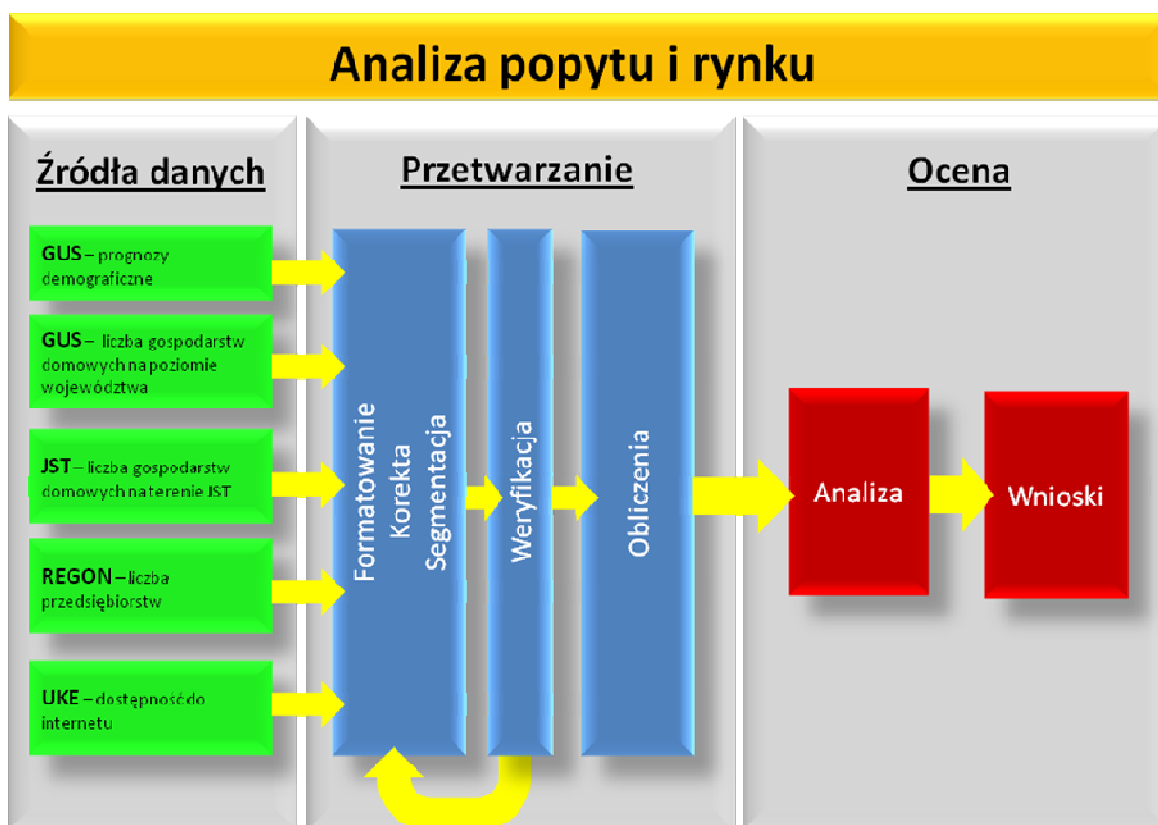 Analiza popytu i rynku
Źródła danych
GUS – prognozy
demograficzne
GUS – liczba gospodarstw
domowych na poziomie
województwa
JST – liczba gospodarstw
domowych na terenie JST
REGON – liczba
przedsiębiorstw
UKE – dostępność do
internetu
Przetwarzanie
Formatowanie
Korekta
Segmentacja
Weryfikacja
Obliczenia
Ocena
Analiza
Wnioski